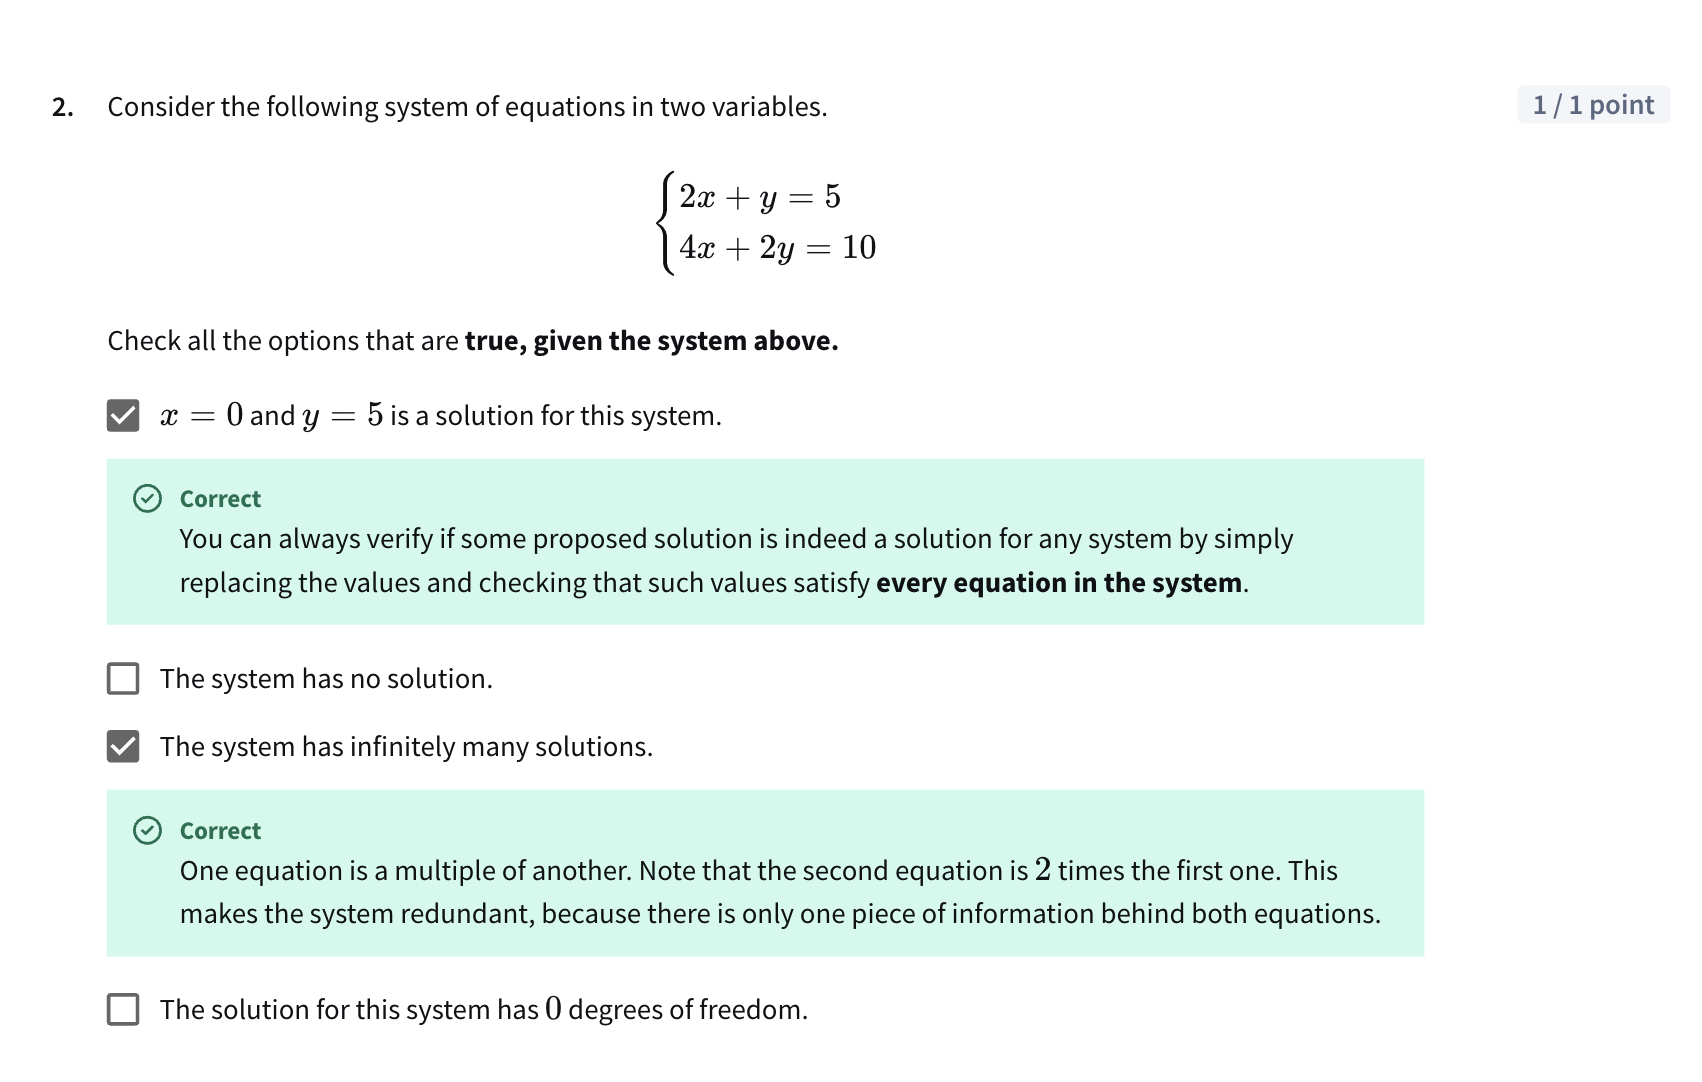 2. Consider the following system of equations in two variables.
1 / 1 point
2x + y = 5
4x + 2y = 10
Check all the options that are true, given the system above.
x = 0 and y = 5 is a solution for this system.
Correct
You can always verify if some proposed solution is indeed a solution for any system by simply
replacing the values and checking that such values satisfy every equation in the system.
The system has no solution.
The system has infinitely many solutions.
Correct
One equation is a multiple of another. Note that the second equation is 2 times the first one. This
makes the system redundant, because there is only one piece of information behind both equations.
The solution for this system has 0 degrees of freedom.